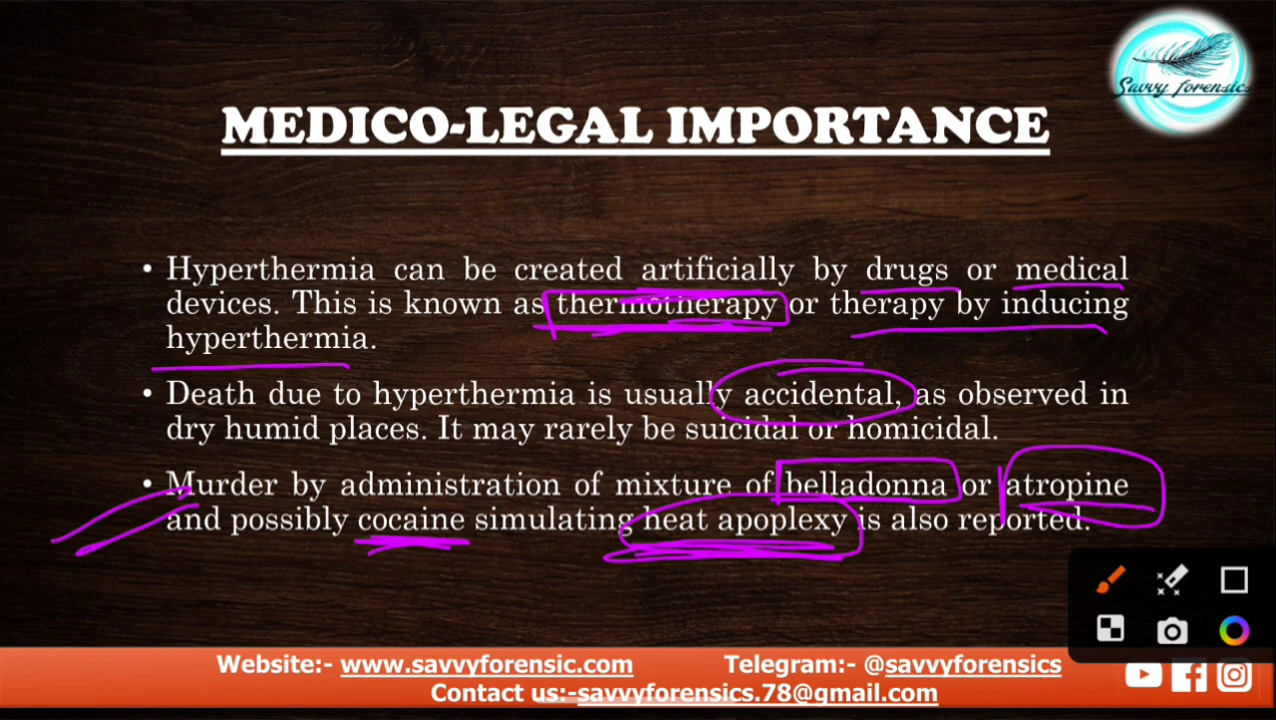 Savvy forensics
MEDICO-LEGAL IMPORTANCE
• Hyperthermia can be created artificially by drugs or medical
devices. This is known as thermotherapy or therapy by inducing
hyperthermia.
• Death due to hyperthermia is usually accidental, as observed in
dry humid places. It may rarely be suicidal or homicidal.
• Murder by administration of mixture of belladonna or atropine
and possibly cocaine simulating heat apoplexy is also reported.
Website:- www.savvyforensic.com Telegram:- @savvyforensics
Contact us:-savvyforensics.78@gmail.com